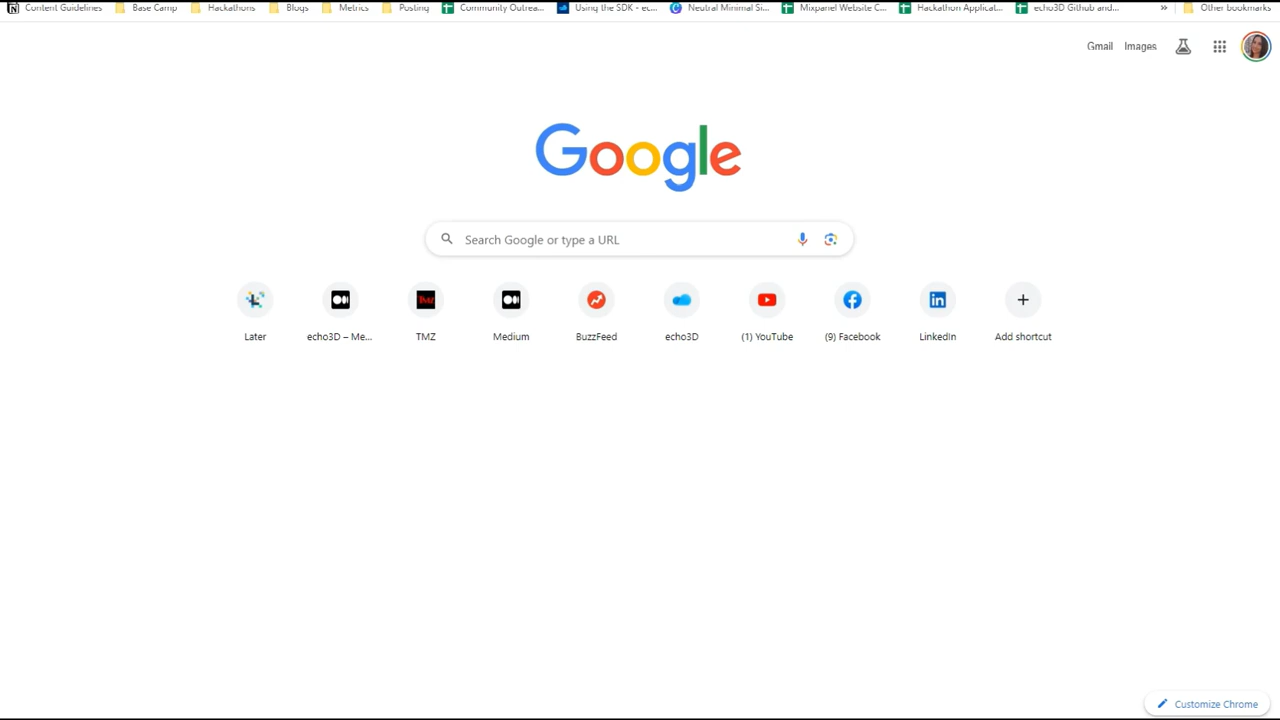 Content Guidelines Base Camp Hackathons Blogs Metrics Posting Community Outrea... Using the SDK - ec... Neutral Minimal Si... Mixpanel Website C... Hackathon Applicat... echo3D Github and... » Other bookmarks
Gmail Images
Google
Search Google or type a URL
Later echo3D – Me... TMZ Medium BuzzFeed echo3D (1) YouTube (9) Facebook LinkedIn Add shortcut
Customize Chrome